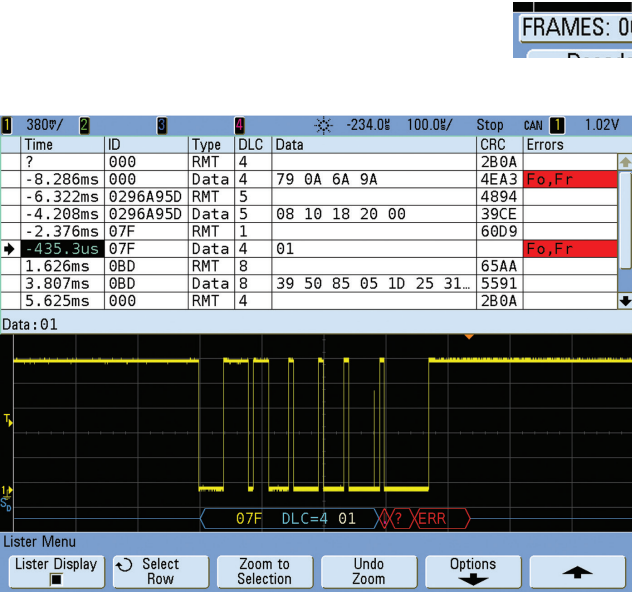 FRAMES: 0
1 380mV/ 2 3 4 -234.0us 100.0us/ Stop CAN 1 1.02V
Time ID Type DLC Data CRC Errors
? 000 RMT 4 2B0A
-8.286ms 000 Data 4 79 0A 6A 9A 4EA3 Fo,Fr
-6.322ms 0296A95D RMT 5 4894
-4.208ms 0296A95D Data 5 08 10 18 20 00 39CE
-2.376ms 07F RMT 1 60D9
-435.3us 07F Data 4 01 Fo,Fr
1.626ms 0BD RMT 8 65AA
3.807ms 0BD Data 8 39 50 85 05 1D 25 31… 5591
5.625ms 000 RMT 4 2B0A
Data:01
T
1
07F DLC=4 01 ? ERR
Lister Menu
Lister Display
Select Row
Zoom to Selection
Undo Zoom
Options